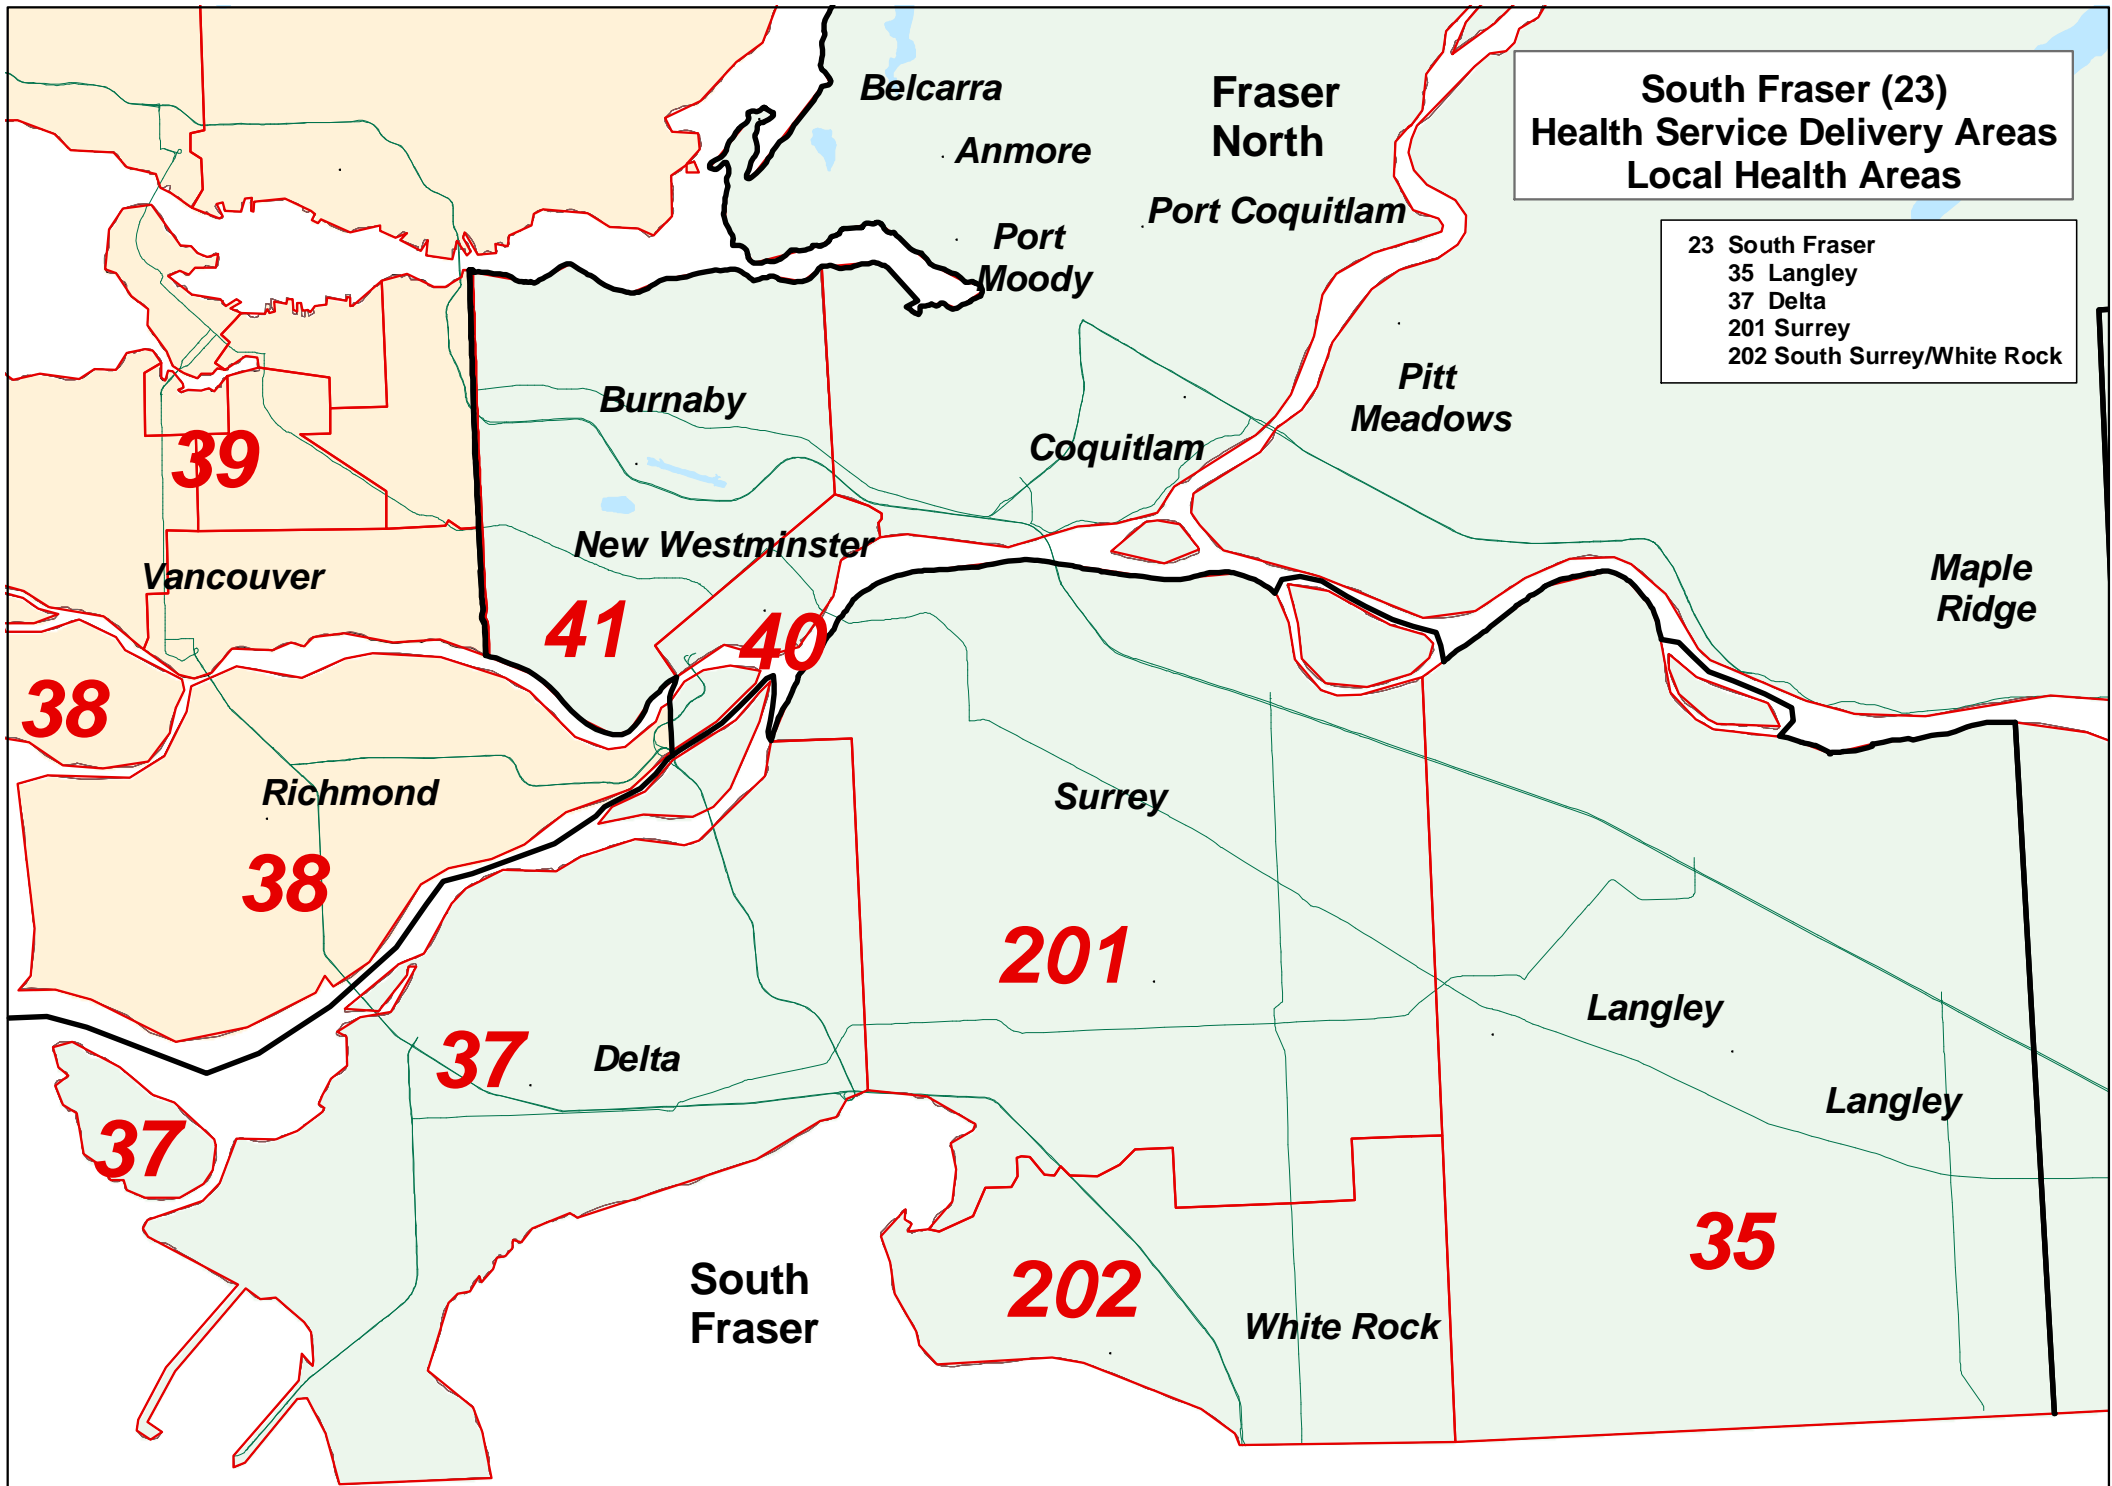 South Fraser (23)
Health Service Delivery Areas
Local Health Areas
23 South Fraser
35 Langley
37 Delta
201 Surrey
202 South Surrey/White Rock
Belcarra
Fraser
North
Anmore
Port Coquitlam
Port
Moody
Pitt
Meadows
Burnaby
Coquitlam
39
New Westminster
Vancouver
Maple
Ridge
41
40
38
Richmond
Surrey
38
201
Langley
37
Delta
Langley
37
35
South
Fraser
202
White Rock